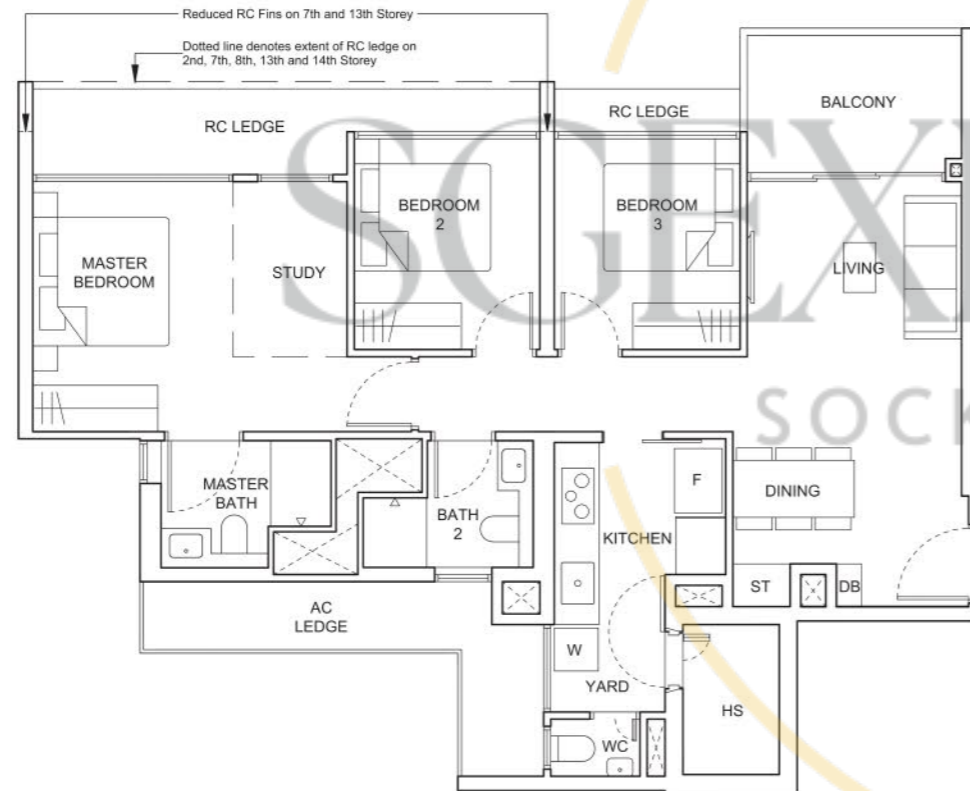 Reduced RC Fins on 7th and 13th Storey
Dotted line denotes extent of RC ledge on
2nd, 7th, 8th, 13th and 14th Storey
RC LEDGE
RC LEDGE
BALCONY
SGEX
MASTER
BEDROOM
STUDY
BEDROOM
2
BEDROOM
3
LIVING
SOCK
MASTER
BATH
BATH
2
KITCHEN
F
DINING
ST
DB
AC
LEDGE
W
YARD
HS
WC